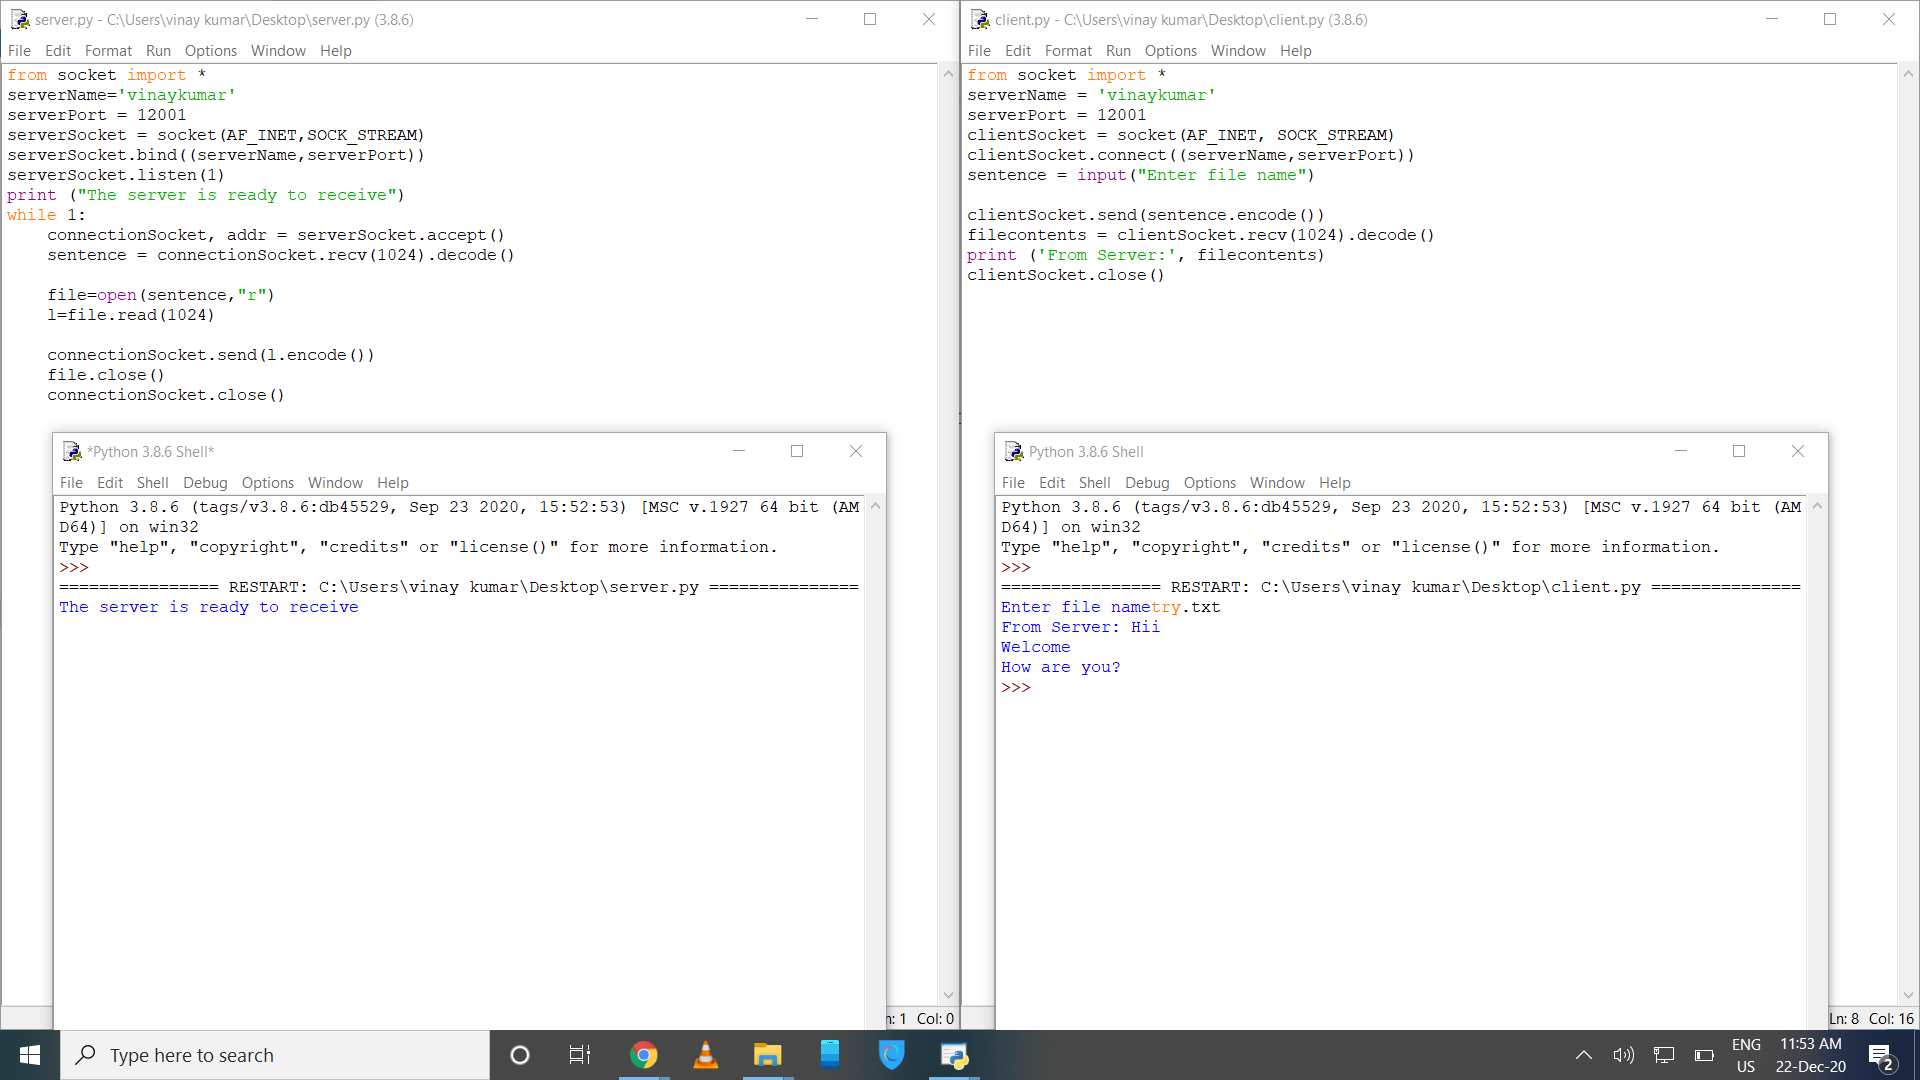 server.py - C:\Users\vinay kumar\Desktop\server.py (3.8.6)
File Edit Format Run Options Window Help
from socket import *
serverName='vinaykumar'
serverPort = 12001
serverSocket = socket(AF_INET,SOCK_STREAM)
serverSocket.bind((serverName,serverPort))
serverSocket.listen(1)
print ("The server is ready to receive")
while 1:
    connectionSocket, addr = serverSocket.accept()
    sentence = connectionSocket.recv(1024).decode()
    file=open(sentence,"r")
    l=file.read(1024)
    connectionSocket.send(l.encode())
    file.close()
    connectionSocket.close()
*Python 3.8.6 Shell*
File Edit Shell Debug Options Window Help
Python 3.8.6 (tags/v3.8.6:db45529, Sep 23 2020, 15:52:53) [MSC v.1927 64 bit (AM
D64)] on win32
Type "help", "copyright", "credits" or "license()" for more information.
>>>
================ RESTART: C:\Users\vinay kumar\Desktop\server.py ===============
The server is ready to receive
n: 1 Col: 0
client.py - C:\Users\vinay kumar\Desktop\client.py (3.8.6)
File Edit Format Run Options Window Help
from socket import *
serverName = 'vinaykumar'
serverPort = 12001
clientSocket = socket(AF_INET, SOCK_STREAM)
clientSocket.connect((serverName,serverPort))
sentence = input("Enter file name")
clientSocket.send(sentence.encode())
filecontents = clientSocket.recv(1024).decode()
print ('From Server:', filecontents)
clientSocket.close()
Python 3.8.6 Shell
File Edit Shell Debug Options Window Help
Python 3.8.6 (tags/v3.8.6:db45529, Sep 23 2020, 15:52:53) [MSC v.1927 64 bit (AM
D64)] on win32
Type "help", "copyright", "credits" or "license()" for more information.
>>>
================ RESTART: C:\Users\vinay kumar\Desktop\client.py ===============
Enter file nametry.txt
From Server: Hii
Welcome
How are you?
>>>
Ln: 8 Col: 16
Type here to search
ENG
US
11:53 AM
22-Dec-20
2